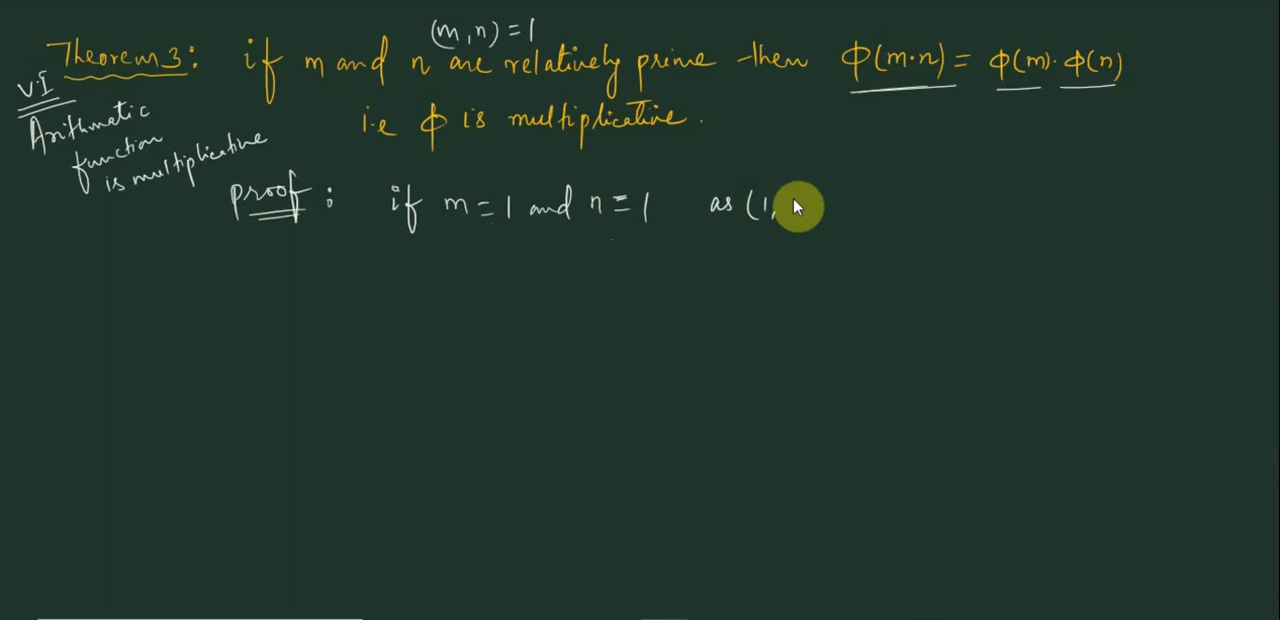 (m,n)=1
Theorem 3: if m and n are relatively prime then φ(m·n) = φ(m)·φ(n)
i.e φ is multiplicative.
V.I
Arithmatic
function
is multiplicative
proof: if m=1 and n=1 as (1,